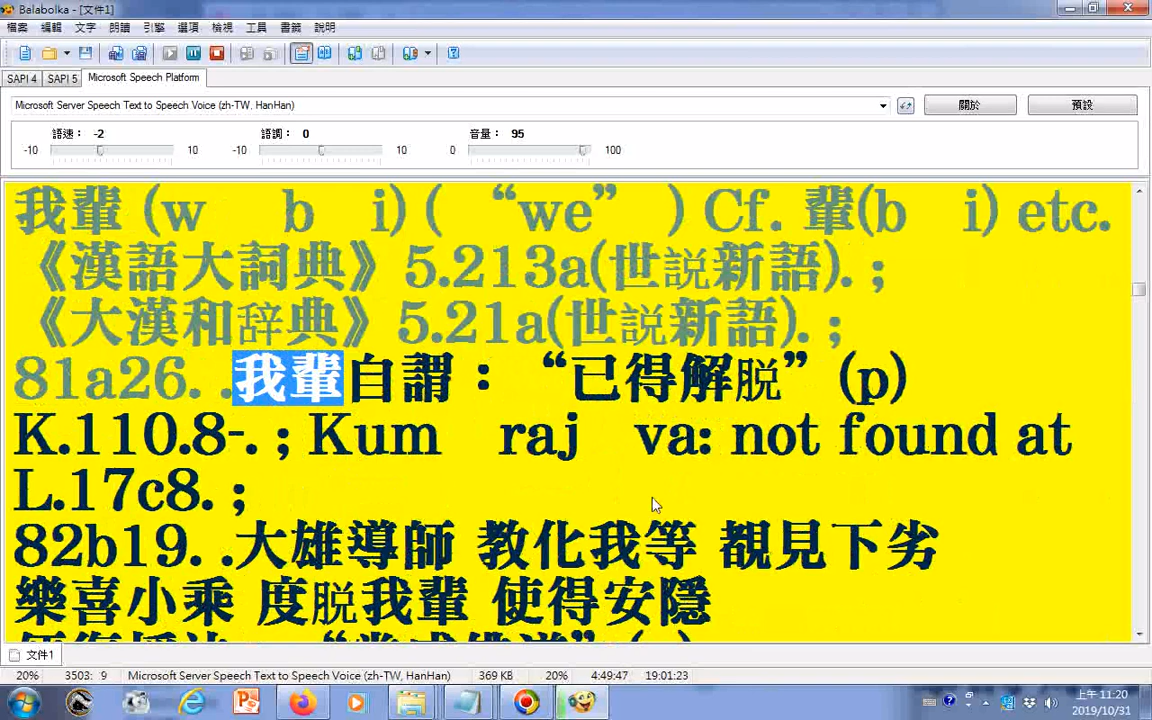 Balabolka - [文件1]
檔案 編輯 文字 朗讀 引擎 選項 檢視 工具 書籤 說明
SAPI 4 SAPI 5 Microsoft Speech Platform
Microsoft Server Speech Text to Speech Voice (zh-TW, HanHan) 關於 預設
語速： -2 語調： 0 音量： 95
-10 10 -10 10 0 100
我輩 (w b i) ( “we” ) Cf. 輩(b i) etc.
《漢語大詞典》 5.213a(世説新語). ;
《大漢和辞典》 5.21a(世説新語). ;
81a26. .我輩自謂：“已得解脱” (p)
K.110.8-. ; Kum raj va: not found at
L.17c8. ;
82b19. .大雄導師 教化我等 覩見下劣
樂喜小乘 度脱我輩 使得安隱
文件1
20% 3503: 9 Microsoft Server Speech Text to Speech Voice (zh-TW, HanHan) 369 KB 20% 4:49:47 19:01:23
上午 11:20
2019/10/31